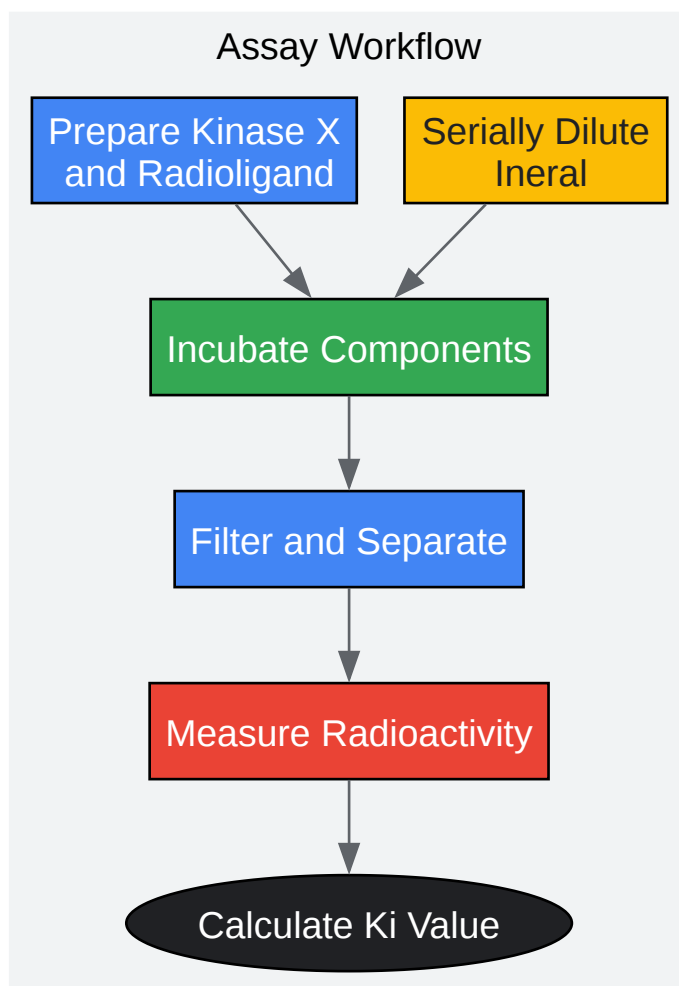 Assay Workflow
Prepare Kinase X
and Radioligand
Serially Dilute
Ineral
Incubate Components
Filter and Separate
Measure Radioactivity
Calculate Ki Value